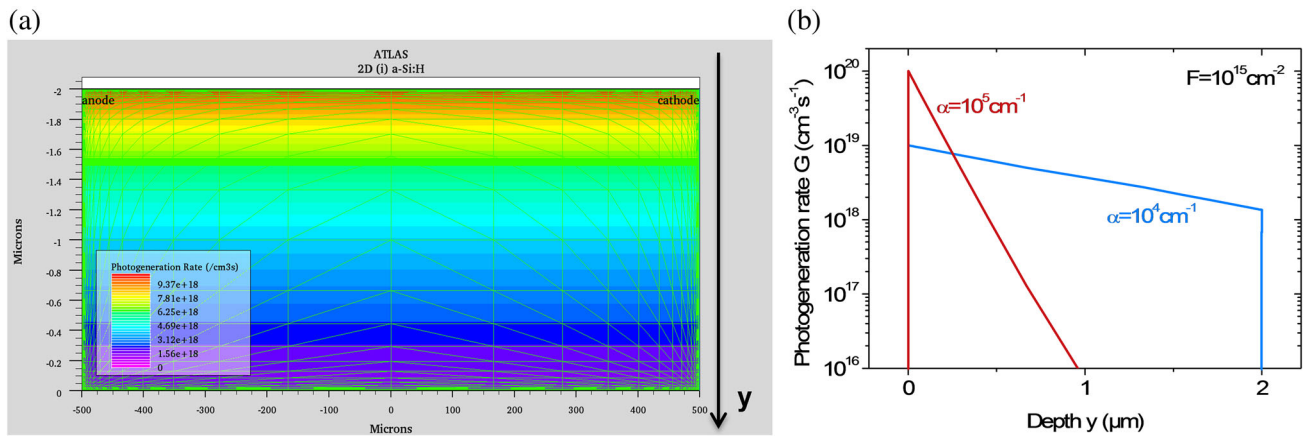 (a)
ATLAS
2D (i) a-Si:H
anode
cathode
-2
-1.8
-1.6
-1.4
-1.2
-1
-0.8
-0.6
-0.4
-0.2
0
Microns
Photogeneration Rate (/cm3s)
9.37e+18
7.81e+18
6.25e+18
4.69e+18
3.12e+18
1.56e+18
0
-500 -400 -300 -200 -100 0 100 200 300 400 500
Microns
y
(b)
F=10¹⁵cm⁻²
α=10⁵cm⁻¹
α=10⁴cm⁻¹
10²⁰
10¹⁹
10¹⁸
10¹⁷
10¹⁶
Photogeneration rate G (cm⁻³s⁻¹)
0 1 2
Depth y (µm)